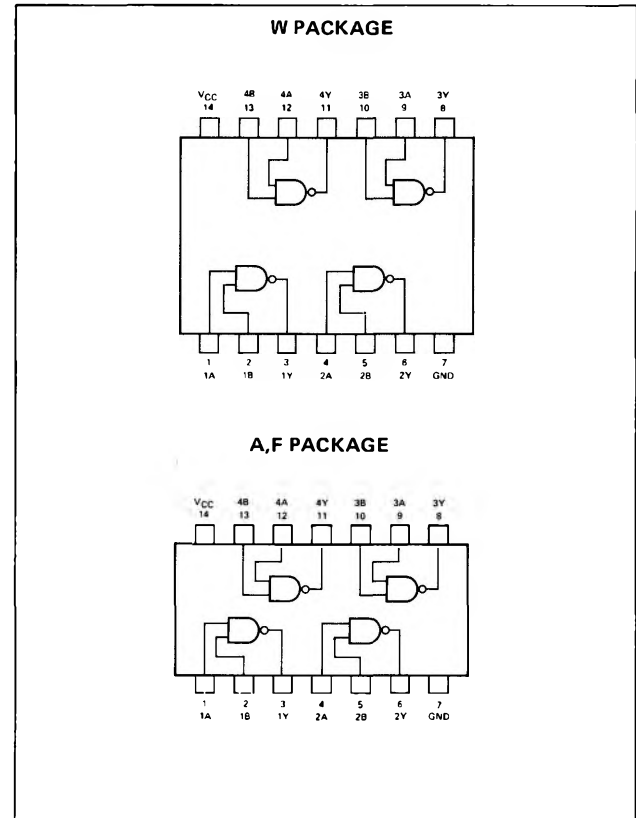 W PACKAGE
VCC 4B 4A 4Y 3B 3A 3Y
14 13 12 11 10 9 8
1 2 3 4 5 6 7
1A 1B 1Y 2A 2B 2Y GND
A,F PACKAGE
VCC 4B 4A 4Y 3B 3A 3Y
14 13 12 11 10 9 8
1 2 3 4 5 6 7
1A 1B 1Y 2A 2B 2Y GND